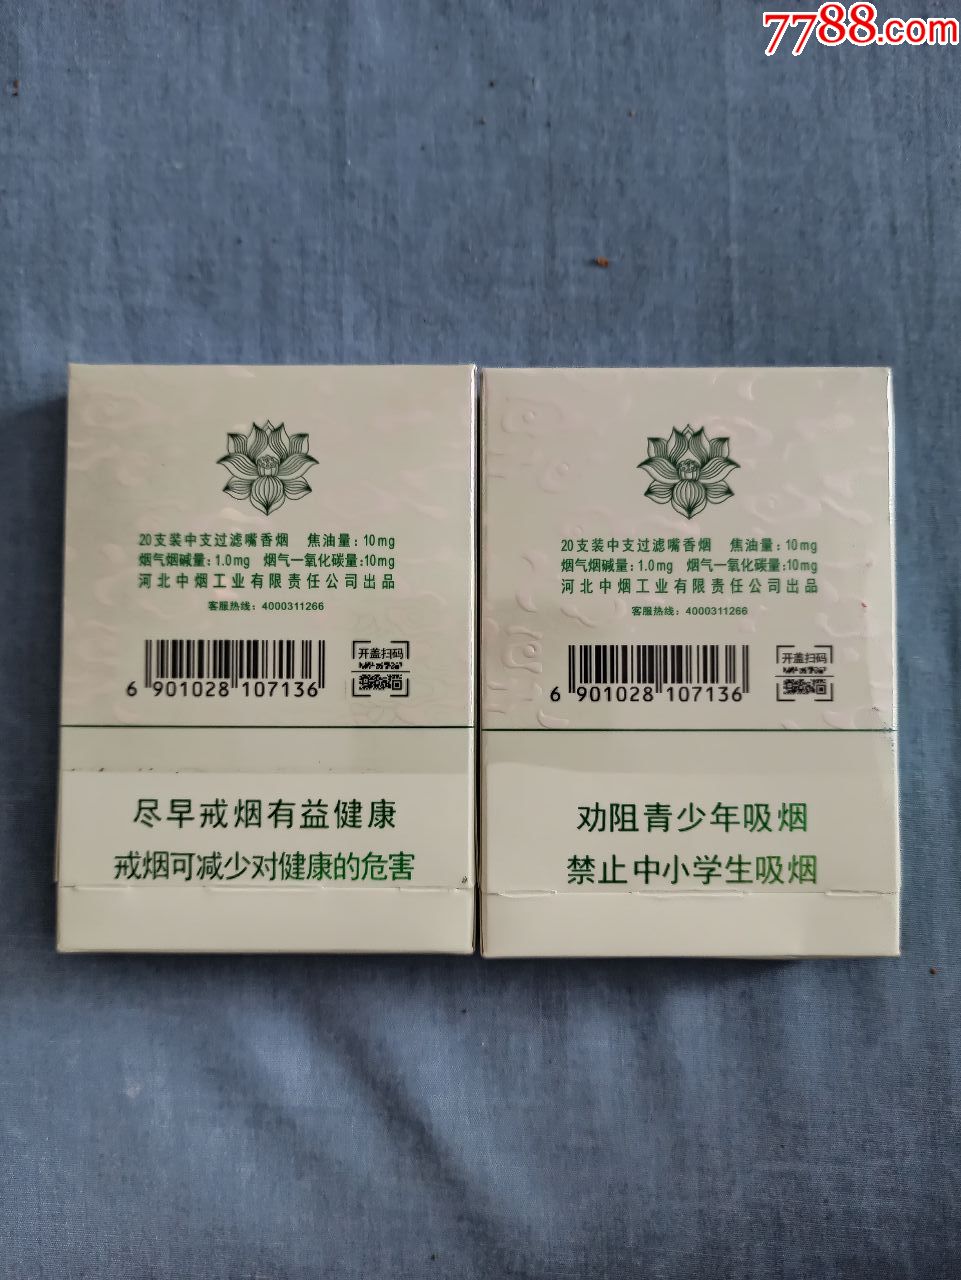 7788.com
20支装中支过滤嘴香烟 焦油量:10mg
烟气烟碱量:1.0mg 烟气一氧化碳量:10mg
河北中烟工业有限责任公司出品
客服热线:4000311266
开盖扫码
6 901028 107136
尽早戒烟有益健康
戒烟可减少对健康的危害
20支装中支过滤嘴香烟 焦油量:10mg
烟气烟碱量:1.0mg 烟气一氧化碳量:10mg
河北中烟工业有限责任公司出品
客服热线:4000311266
开盖扫码
6 901028 107136
劝阻青少年吸烟
禁止中小学生吸烟